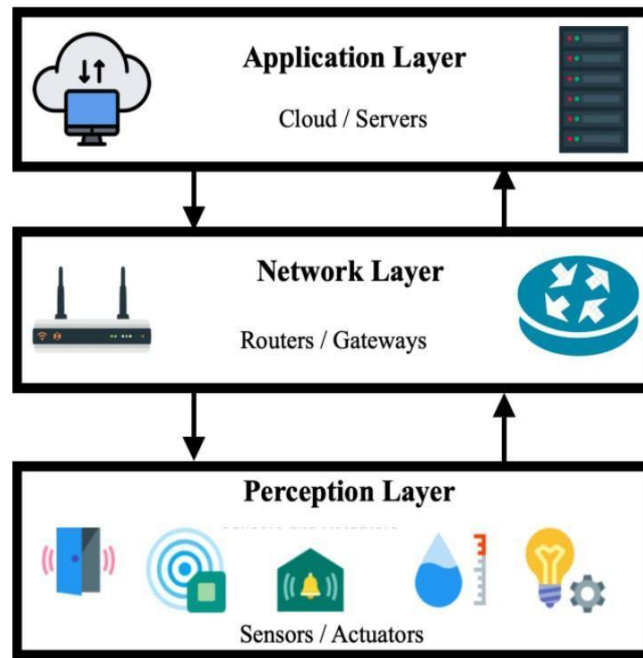 Application Layer
Cloud / Servers
Network Layer
Routers / Gateways
Perception Layer
Sensors / Actuators